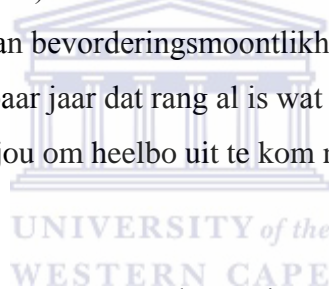 an bevorderingsmoontlikh
aar jaar dat rang al is wat
jou om heelbo uit te kom
UNIVERSITY of the
WESTERN CAPE